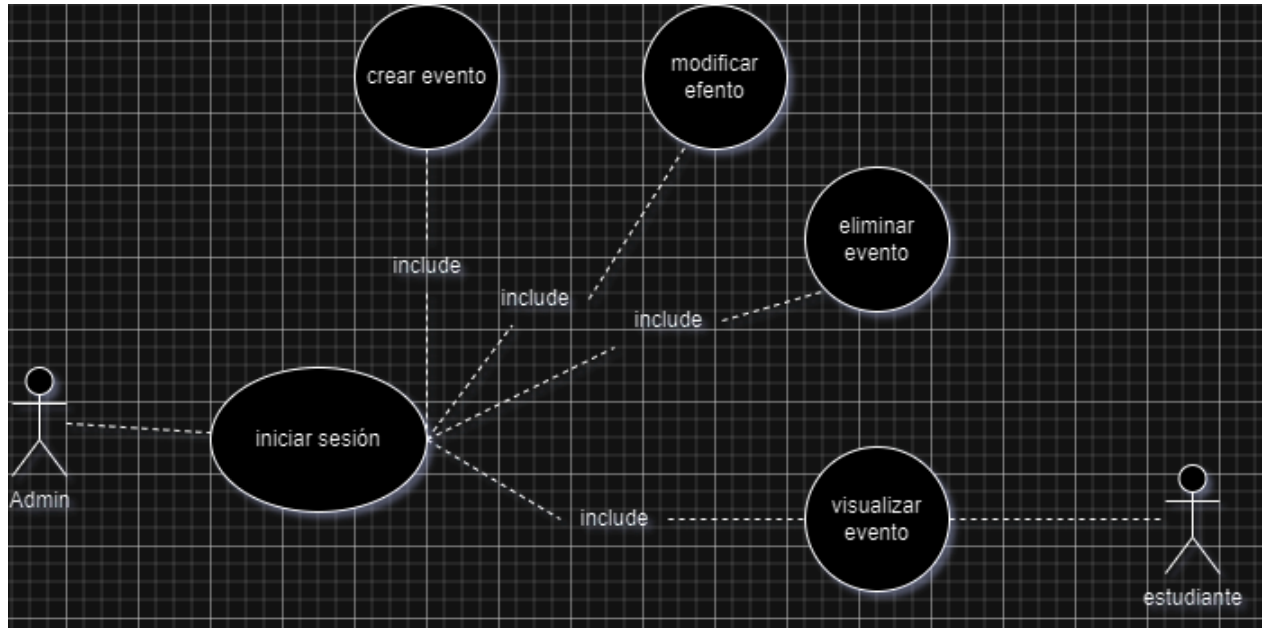 crear evento
modificar
efento
eliminar
evento
include
include
include
iniciar sesión
Admin
include
visualizar
evento
estudiante